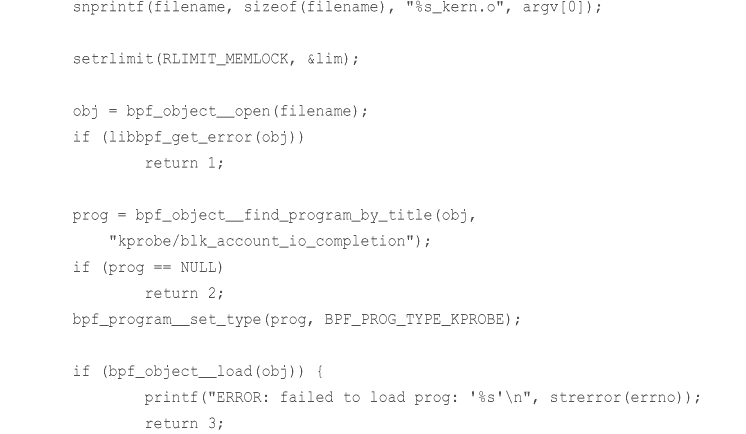 snprintf(filename, sizeof(filename), "%s_kern.o", argv[0]);
setrlimit(RLIMIT_MEMLOCK, &lim);
obj = bpf_object__open(filename);
if (libbpf_get_error(obj))
return 1;
prog = bpf_object__find_program_by_title(obj,
"kprobe/blk_account_io_completion");
if (prog == NULL)
return 2;
bpf_program__set_type(prog, BPF_PROG_TYPE_KPROBE);
if (bpf_object__load(obj)) {
printf("ERROR: failed to load prog: '%s'\n", strerror(errno));
return 3;